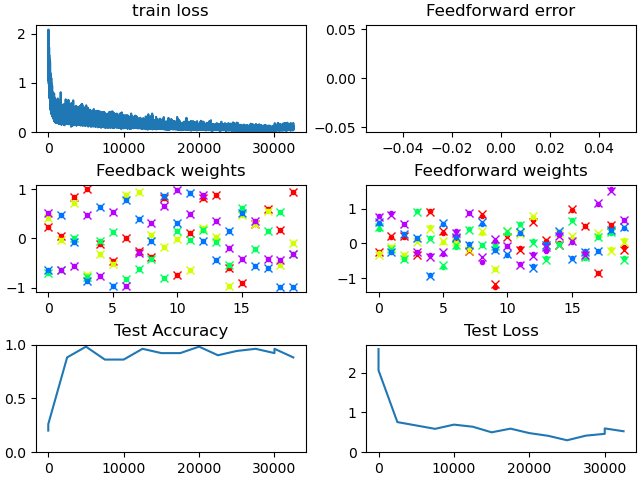 train loss
Feedforward error
2
1
0
0 10000 20000 30000
0.05
0.00
−0.05
−0.04 −0.02 0.00 0.02 0.04
Feedback weights
Feedforward weights
1
0
−1
0 5 10 15
1
0
−1
0 5 10 15
Test Accuracy
Test Loss
1.0
0.5
0.0
0 10000 20000 30000
2
1
0
0 10000 20000 30000